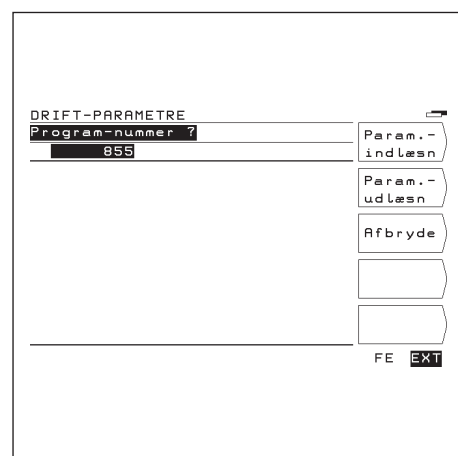 DRIFT-PARAMETRE
Program-nummer ?
855
Param.-
indlæsn
Param.-
udlæsn
Afbryde
FE EXT